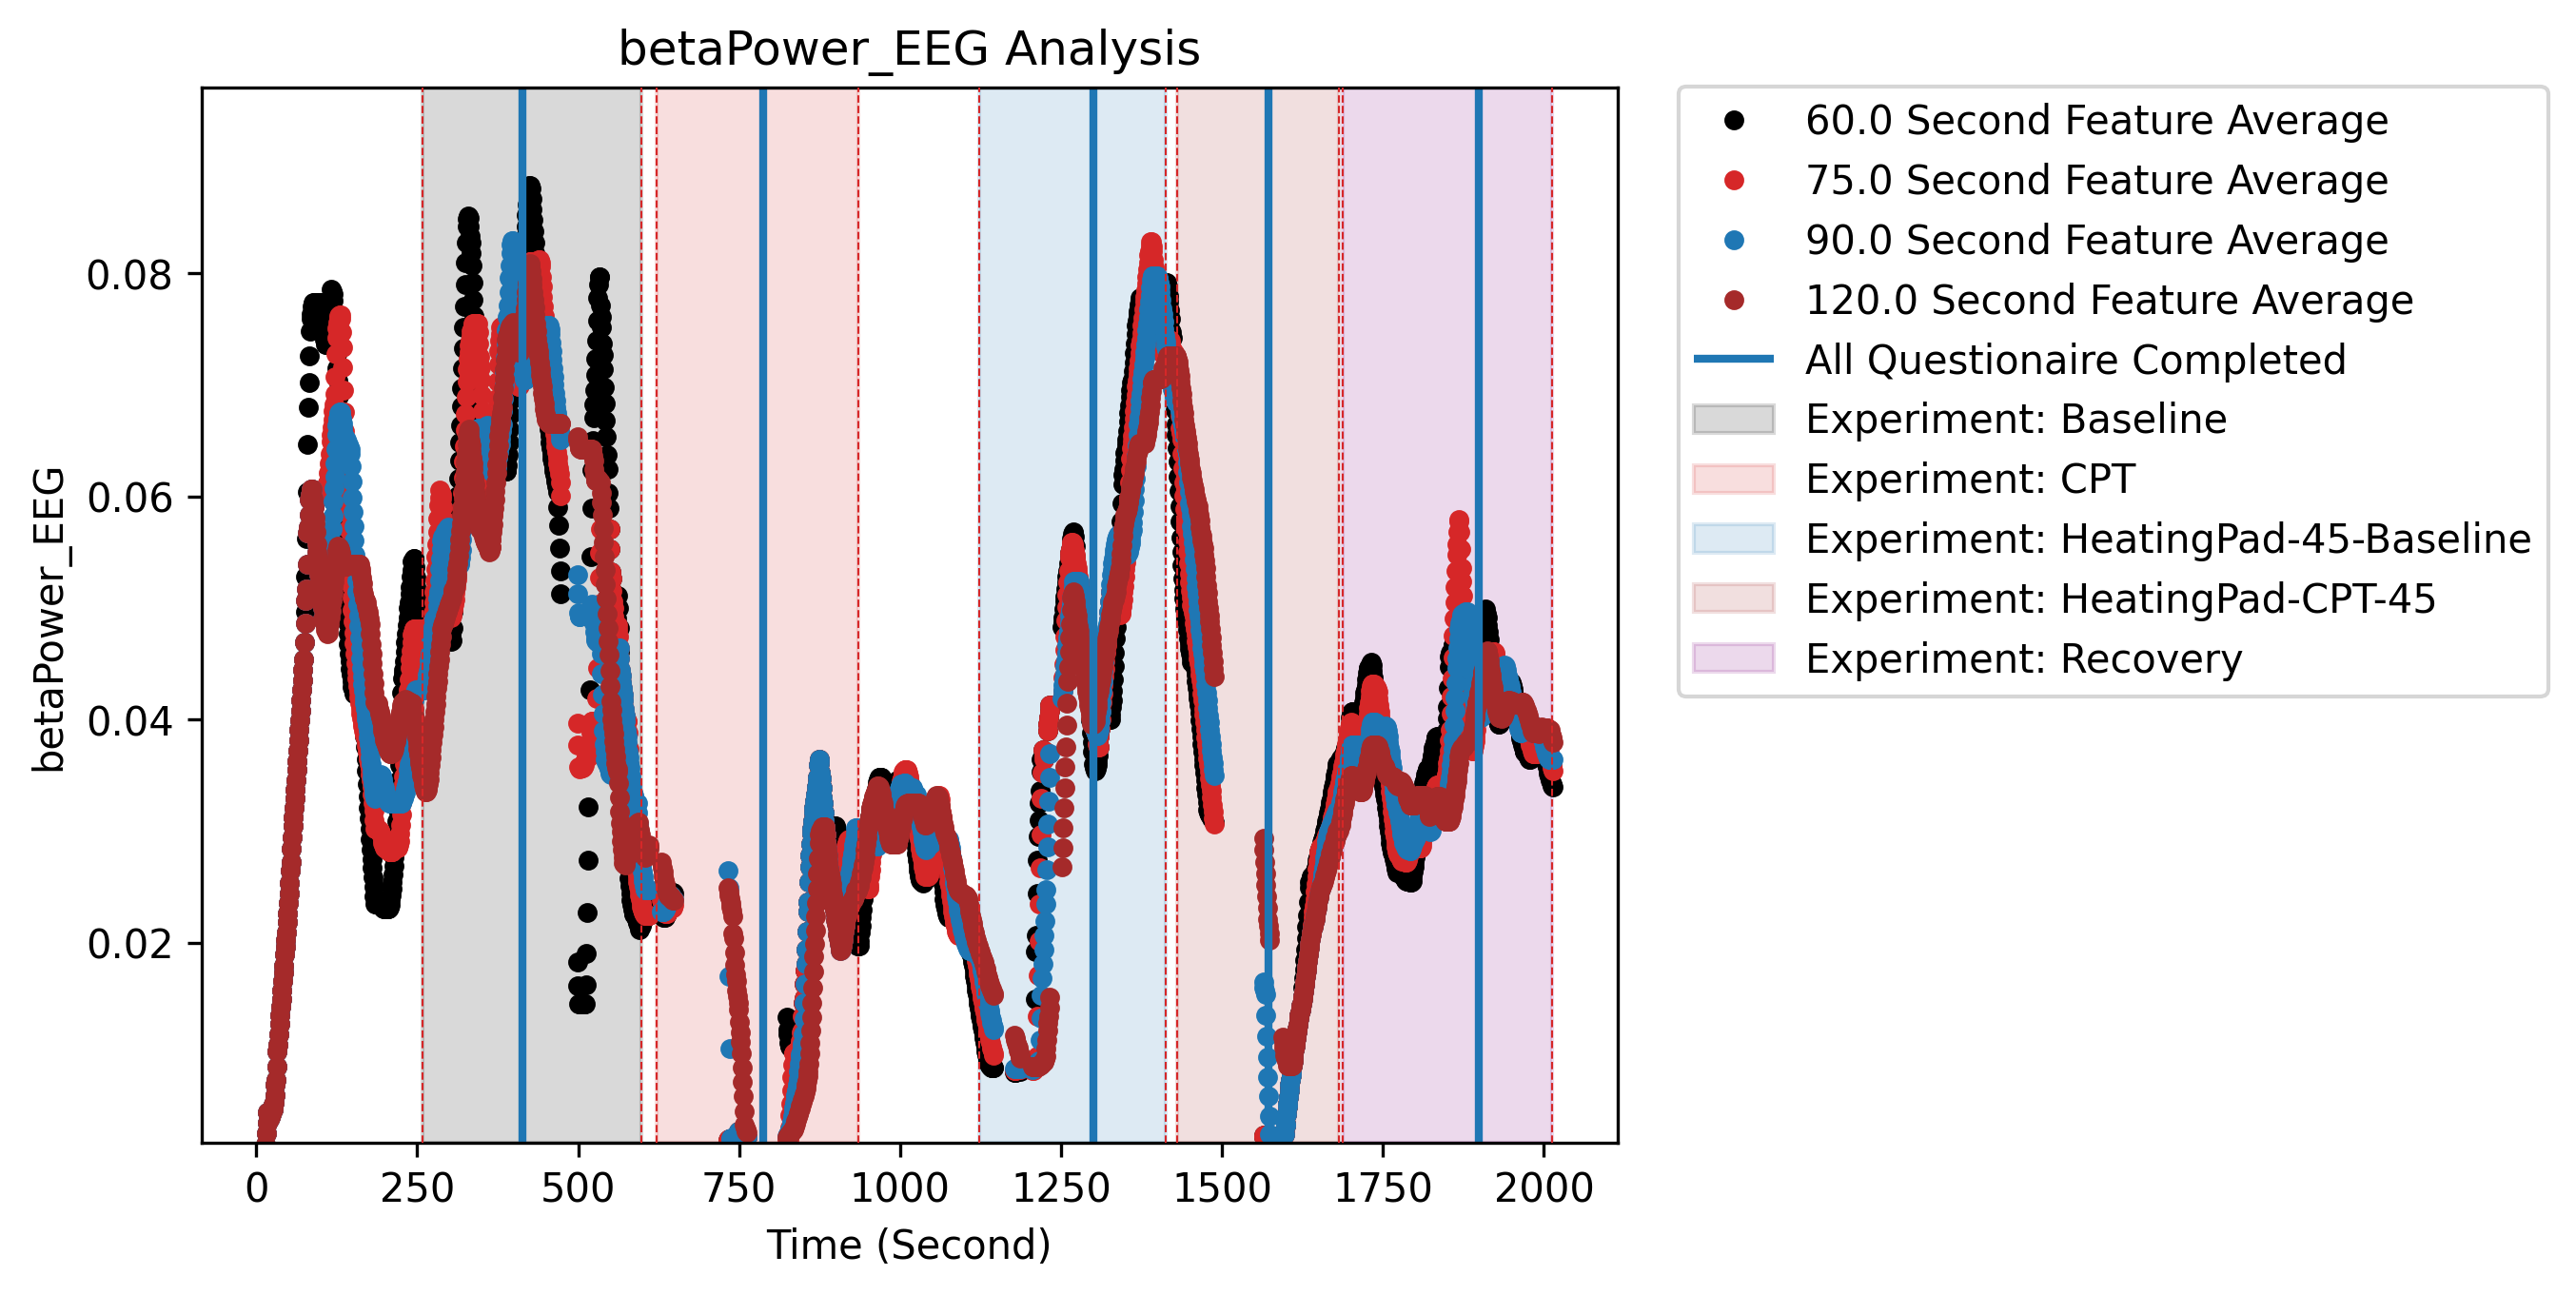 betaPower_EEG Analysis
60.0 Second Feature Average
75.0 Second Feature Average
90.0 Second Feature Average
120.0 Second Feature Average
All Questionaire Completed
Experiment: Baseline
Experiment: CPT
Experiment: HeatingPad-45-Baseline
Experiment: HeatingPad-CPT-45
Experiment: Recovery
betaPower_EEG
0.08
0.06
0.04
0.02
0 250 500 750 1000 1250 1500 1750 2000
Time (Second)